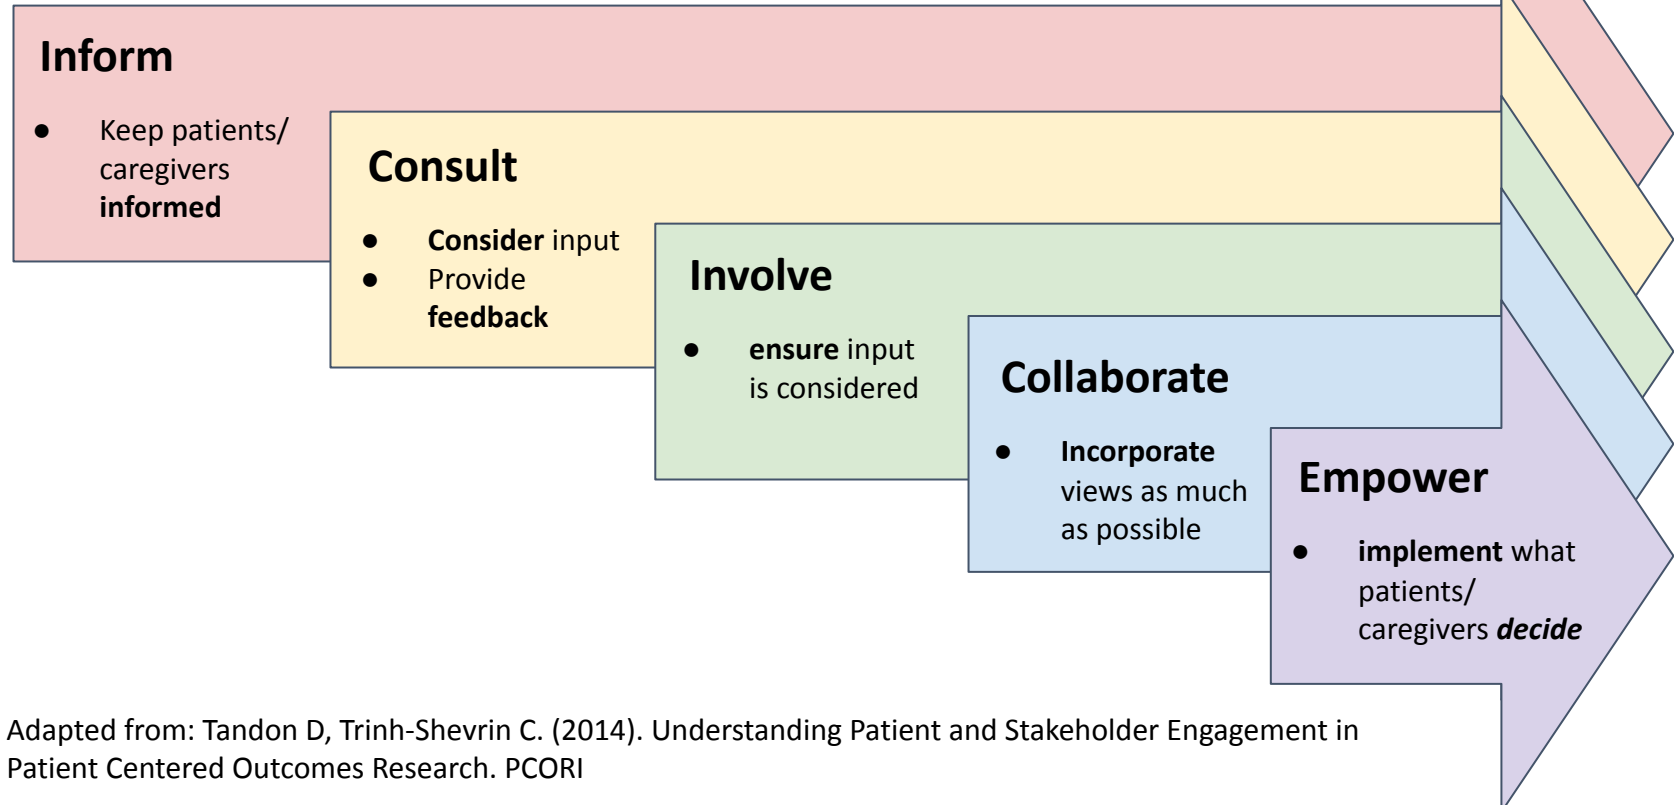 Inform
● Keep patients/
caregivers
informed
Consult
● Consider input
● Provide
feedback
Involve
● ensure input
is considered
Collaborate
● Incorporate
views as much
as possible
Empower
● implement what
patients/
caregivers decide
Adapted from: Tandon D, Trinh-Shevrin C. (2014). Understanding Patient and Stakeholder Engagement in
Patient Centered Outcomes Research. PCORI